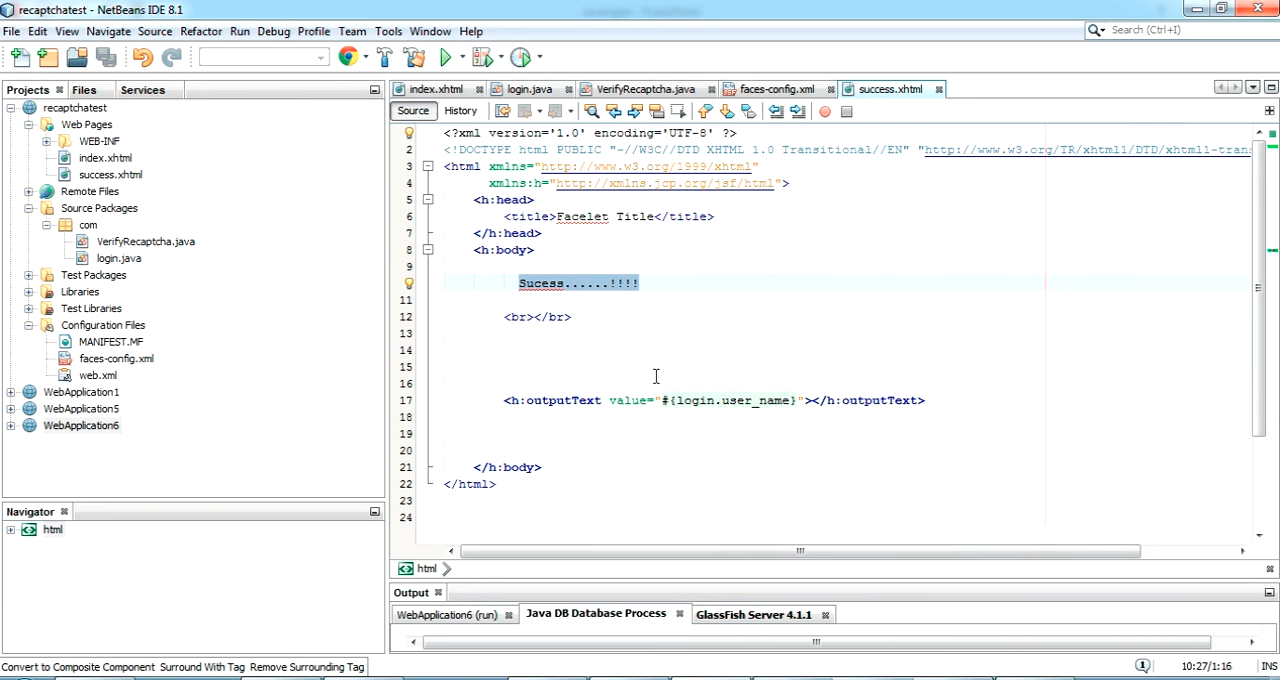 recaptchatest - NetBeans IDE 8.1
File Edit View Navigate Source Refactor Run Debug Profile Team Tools Window Help
Search (Ctrl+I)
Projects Files Services
recaptchatest
Web Pages
WEB-INF
index.xhtml
success.xhtml
Remote Files
Source Packages
com
VerifyRecaptcha.java
login.java
Test Packages
Libraries
Test Libraries
Configuration Files
MANIFEST.MF
faces-config.xml
web.xml
WebApplication1
WebApplication5
WebApplication6
Navigator
html
index.xhtml login.java VerifyRecaptcha.java faces-config.xml success.xhtml
Source History
<?xml version='1.0' encoding='UTF-8' ?>
2 <!DOCTYPE html PUBLIC "-//W3C//DTD XHTML 1.0 Transitional//EN" "http://www.w3.org/TR/xhtml1/DTD/xhtml1-trans
3 <html xmlns="http://www.w3.org/1999/xhtml"
4 xmlns:h="http://xmlns.jcp.org/jsf/html">
5 <h:head>
6 <title>Facelet Title</title>
7 </h:head>
8 <h:body>
9
Sucess......!!!!
11
12 <br></br>
13
14
15
16
17 <h:outputText value="#{login.user_name}"></h:outputText>
18
19
20
21 </h:body>
22 </html>
23
24
html
Output
WebApplication6 (run) Java DB Database Process GlassFish Server 4.1.1
Convert to Composite Component Surround With Tag Remove Surrounding Tag
1 10:27/1:16 INS